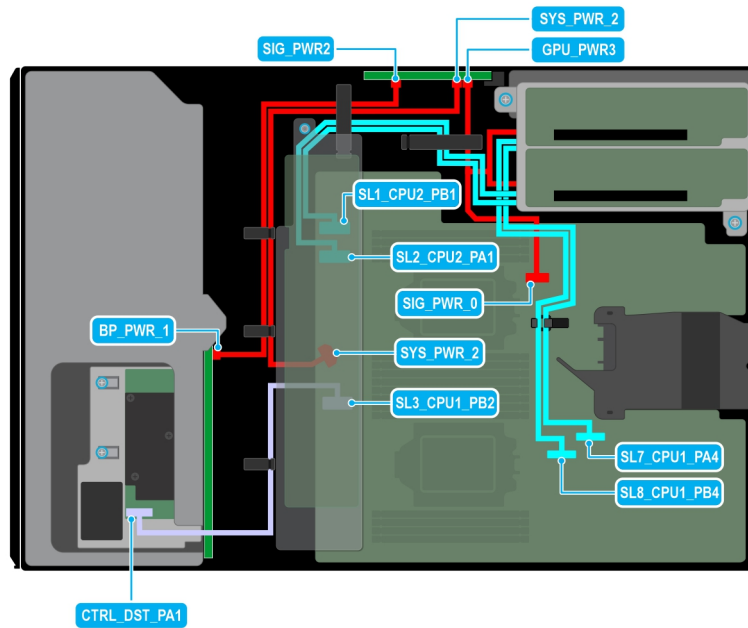 SYS_PWR_2
SIG_PWR2
GPU_PWR3
SL1_CPU2_PB1
SL2_CPU2_PA1
SIG_PWR_0
BP_PWR_1
SYS_PWR_2
SL3_CPU1_PB2
SL7_CPU1_PA4
SL8_CPU1_PB4
CTRL_DST_PA1